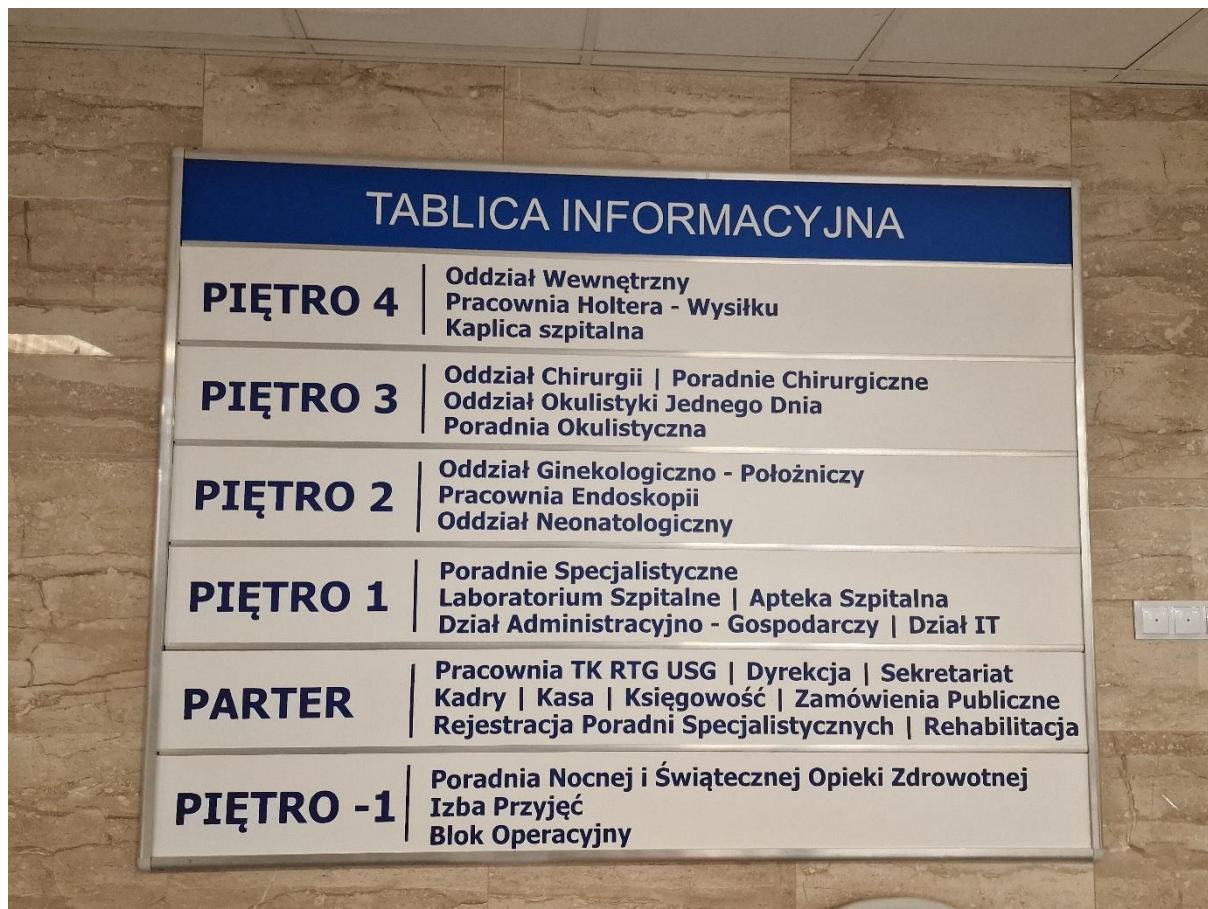 TABLICA INFORMACYJNA
PIĘTRO 4
Oddział Wewnętrzny
Pracownia Holtera - Wysiłku
Kaplica szpitalna
PIĘTRO 3
Oddział Chirurgii | Poradnie Chirurgiczne
Oddział Okulistyki Jednego Dnia
Poradnia Okulistyczna
PIĘTRO 2
Oddział Ginekologiczno - Położniczy
Pracownia Endoskopii
Oddział Neonatologiczny
PIĘTRO 1
Poradnie Specjalistyczne
Laboratorium Szpitalne | Apteka Szpitalna
Dział Administracyjno - Gospodarczy | Dział IT
PARTER
Pracownia TK RTG USG | Dyrekcja | Sekretariat
Kadry | Kasa | Księgowość | Zamówienia Publiczne
Rejestracja Poradni Specjalistycznych | Rehabilitacja
PIĘTRO -1
Poradnia Nocnej i Świątecznej Opieki Zdrowotnej
Izba Przyjęć
Blok Operacyjny